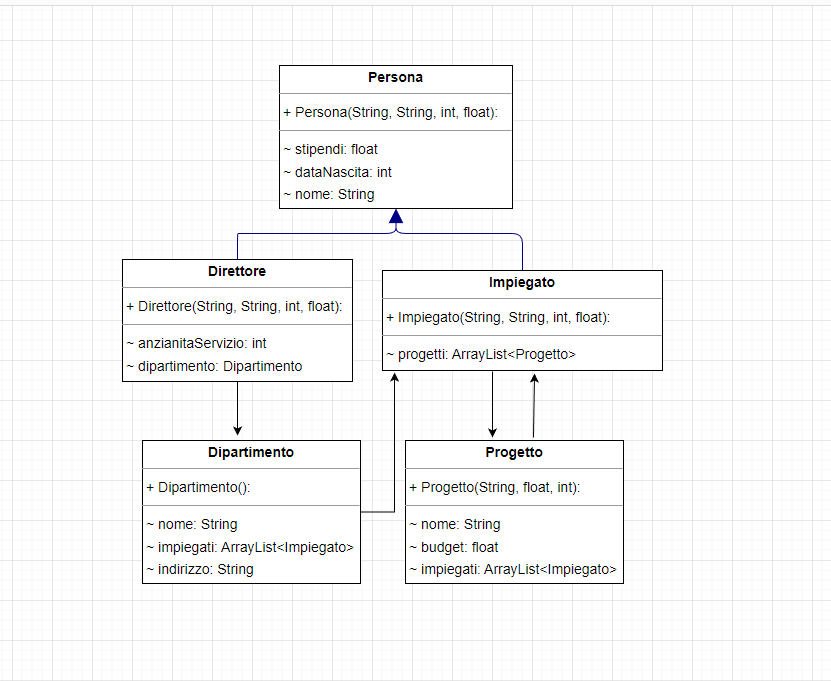 Persona
+ Persona(String, String, int, float):
~ stipendi: float
~ dataNascita: int
~ nome: String
Direttore
+ Direttore(String, String, int, float):
~ anzianitaServizio: int
~ dipartimento: Dipartimento
Impiegato
+ Impiegato(String, String, int, float):
~ progetti: ArrayList<Progetto>
Dipartimento
+ Dipartimento():
~ nome: String
~ impiegati: ArrayList<Impiegato>
~ indirizzo: String
Progetto
+ Progetto(String, float, int):
~ nome: String
~ budget: float
~ impiegati: ArrayList<Impiegato>